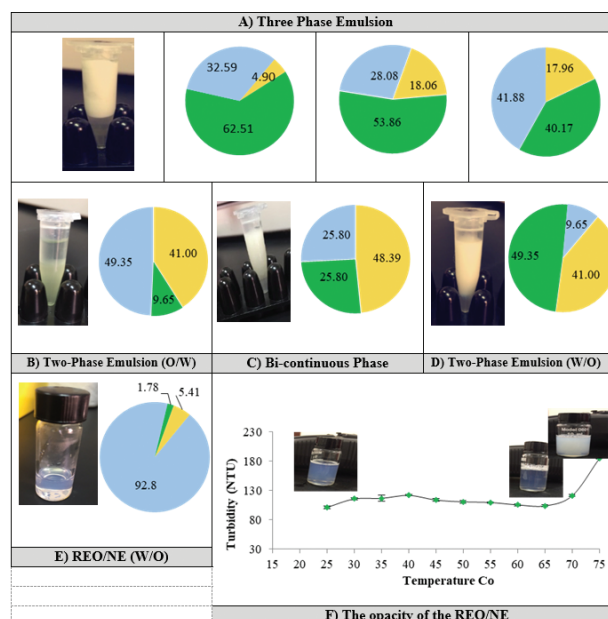 A) Three Phase Emulsion
32.59
4.90
62.51
28.08
18.06
53.86
17.96
41.88
40.17
49.35
41.00
9.65
25.80
48.39
25.80
9.65
49.35
41.00
B) Two-Phase Emulsion (O/W)
C) Bi-continuous Phase
D) Two-Phase Emulsion (W/O)
1.78
5.41
92.8
E) REO/NE (W/O)
Turbidity (NTU)
230
180
130
80
30
15 20 25 30 35 40 45 50 55 60 65 70 75
Temperature Co
F) The opacity of the REO/NE